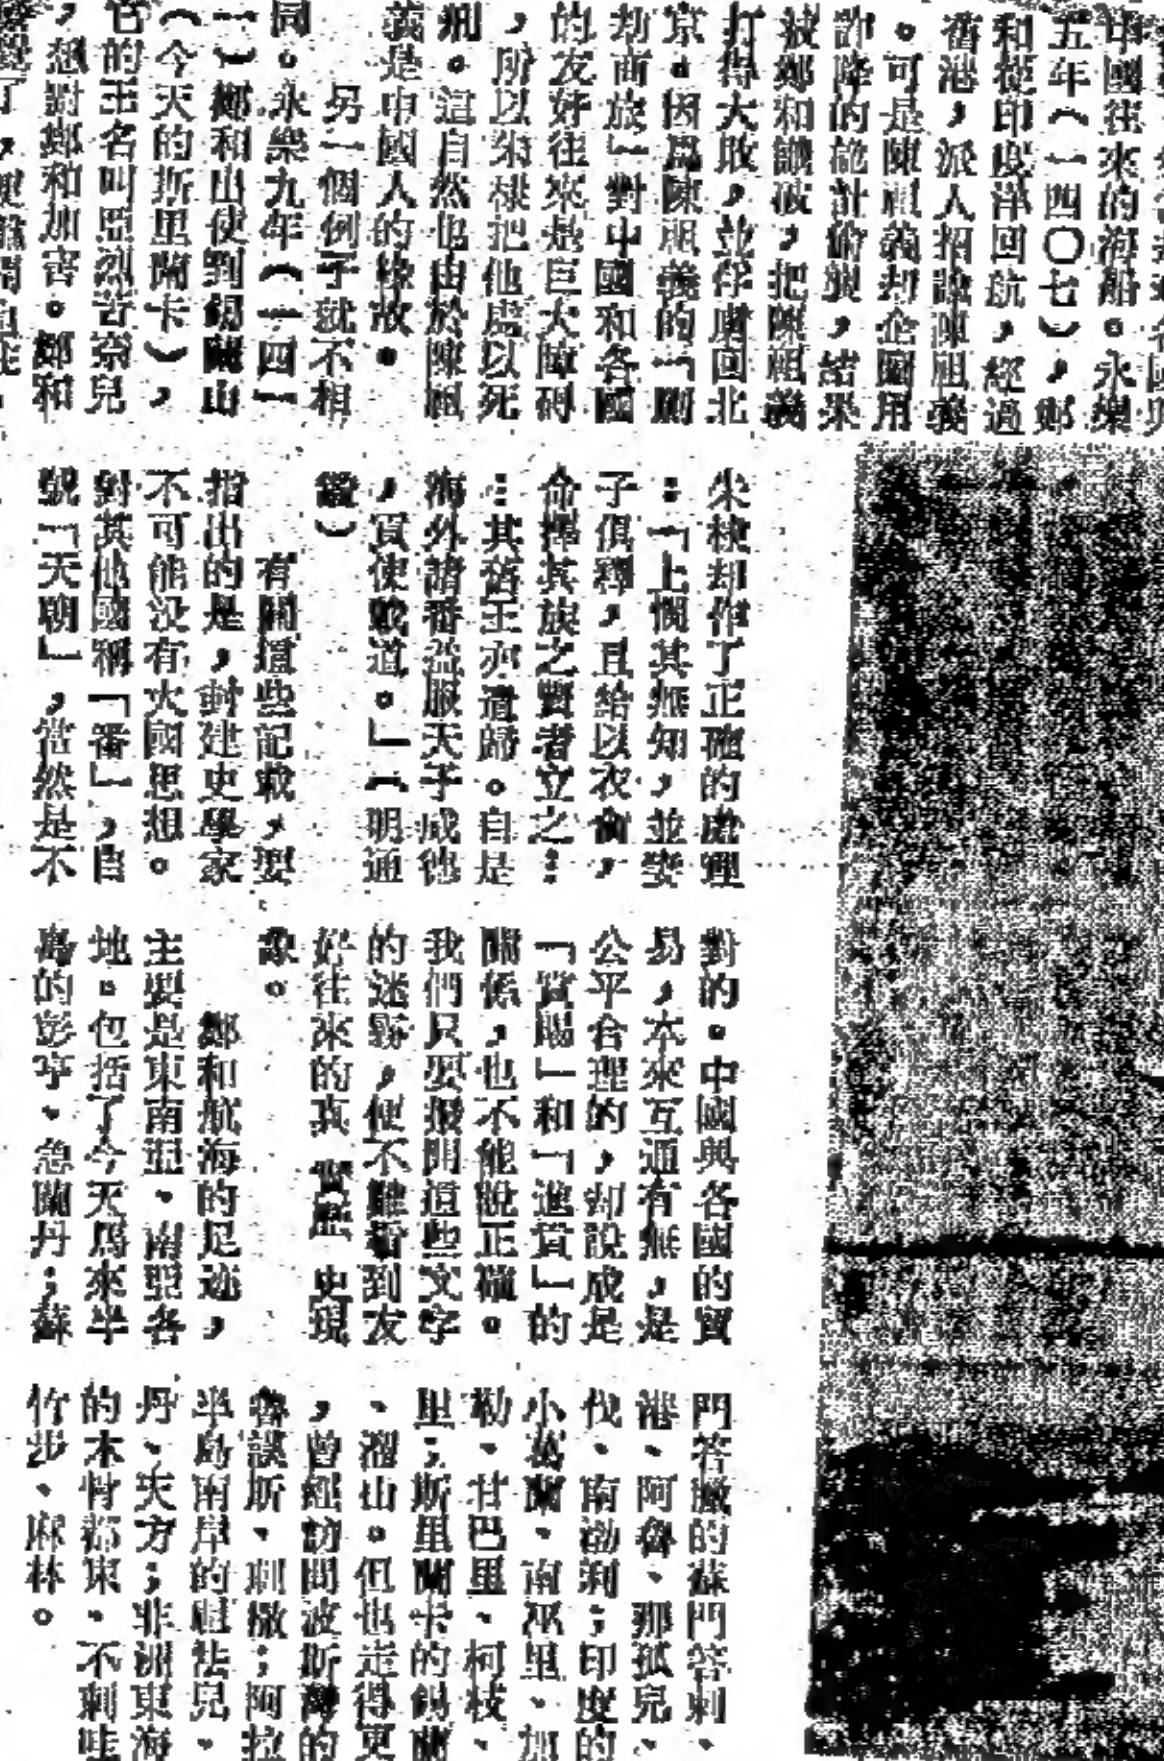 中國往來的海船。永樂
五年（一四〇七），鄭
和從印度洋回航，經過
舊港，派人招諭陳祖義
。可是陳祖義却企圖用
詐降的詭計偷襲，結果
被鄭和識破，把陳祖義
打得大敗，並俘虜回北
京。因爲陳祖義的「剽
刼商旅」對中國和各國
的友好往來是巨大障碍
，所以朱棣把他處以死
刑。這自然也由於陳祖
義是中國人的緣故。
另一個例子就不相
同。永樂九年（一四一
一）鄭和出使到錫蘭山
（今天的斯里蘭卡），
它的王名叫亞烈苦奈兒
，想對鄭和加害。鄭和
朱棣却作了正確的處理
：「上憫其無知，並妻
子俱釋，且給以衣食，
命擇其族之賢者立之…
…其舊王亦遣歸。自是
海外諸番益服天子威德
，貢使載道。」（明通
鑑）
有關這些記載，要
指出的是，封建史學家
不可能没有大國思想。
對其他國稱「番」，自
號「天朝」，當然是不
對的。中國與各國的貿
易，本來互通有無，是
公平合理的，却說成是
「賞賜」和「進貢」的
關係，也不能說正確。
我們只要撥開這些文字
的迷霧，便不難看到友
好往來的真實歷史現
象。
鄭和航海的足迹，
主要是東南亞、南亞各
地。包括了今天馬來半
島的彭亨、急蘭丹；蘇
門答臘的蘇門答剌、
港、阿魯、那孤兒、
伐、南渤利；印度的
小葛蘭、南巫里、加
勒、甘巴里、柯枝、
里；斯里蘭卡的錫蘭
、溜山。但也走得更
，曾經訪問波斯灣的
魯謨斯、剌撒；阿拉
半島南岸的祖法兒、
丹、天方；非洲東海
的木骨都束、不剌哇
竹步、麻林。